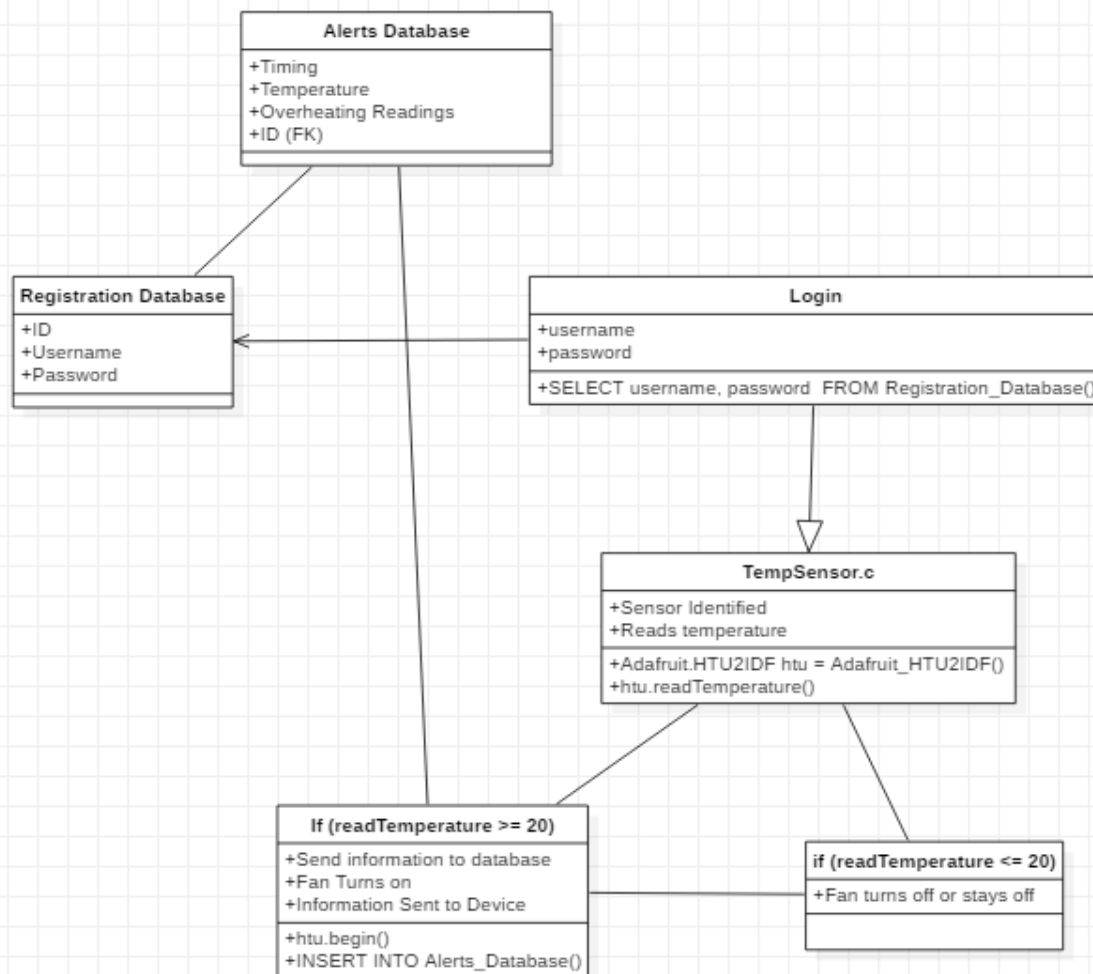 Alerts Database
+Timing
+Temperature
+Overheating Readings
+ID (FK)
Registration Database
+ID
+Username
+Password
Login
+username
+password
+SELECT username, password FROM Registration_Database()
TempSensor.c
+Sensor Identified
+Reads temperature
+Adafruit.HTU2IDF htu = Adafruit_HTU2IDF()
+htu.readTemperature()
If (readTemperature >= 20)
+Send information to database
+Fan Turns on
+Information Sent to Device
+htu.begin()
+INSERT INTO Alerts_Database()
if (readTemperature <= 20)
+Fan turns off or stays off